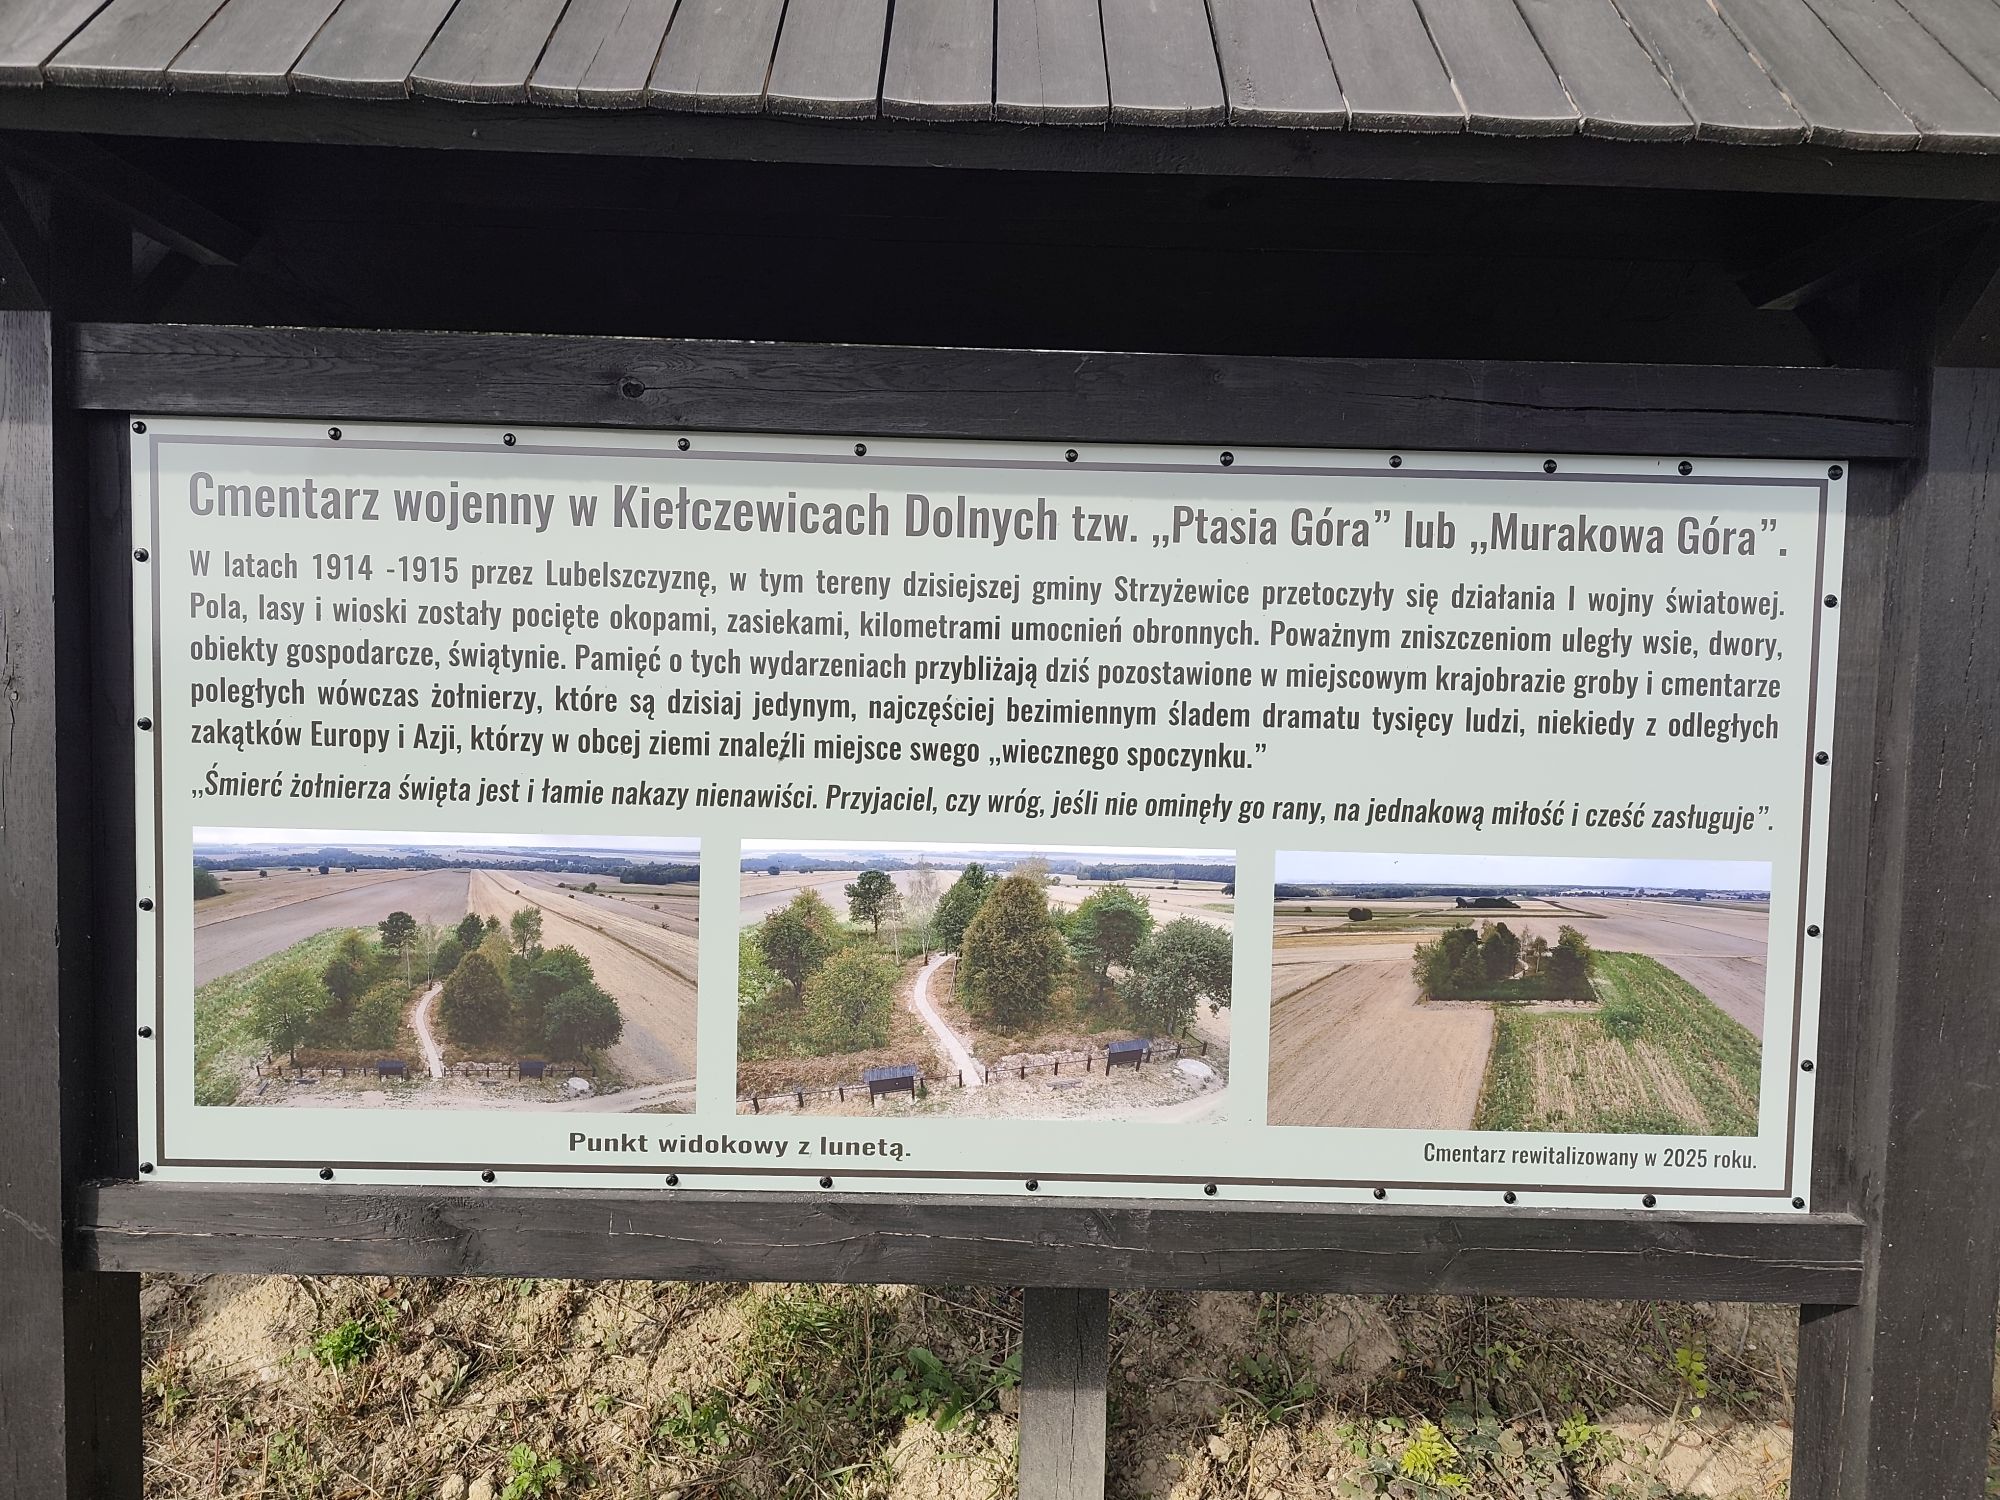 Cmentarz wojenny w Kiełczewicach Dolnych tzw. „Ptasia Góra” lub „Murakowa Góra”.
W latach 1914 -1915 przez Lubelszczyznę, w tym tereny dzisiejszej gminy Strzyżewice przetoczyły się działania I wojny światowej.
Pola, lasy i wioski zostały pocięte okopami, zasiekami, kilometrami umocnień obronnych. Poważnym zniszczeniom uległy wsie, dwory,
obiekty gospodarcze, świątynie. Pamięć o tych wydarzeniach przybliżają dziś pozostawione w miejscowym krajobrazie groby i cmentarze
poległych wówczas żołnierzy, które są dzisiaj jedynym, najczęściej bezimiennym śladem dramatu tysięcy ludzi, niekiedy z odległych
zakątków Europy i Azji, którzy w obcej ziemi znaleźli miejsce swego „wiecznego spoczynku.”
„Śmierć żołnierza święta jest i łamie nakazy nienawiści. Przyjaciel, czy wróg, jeśli nie ominęły go rany, na jednakową miłość i cześć zasługuje”.
Punkt widokowy z lunetą.
Cmentarz rewitalizowany w 2025 roku.